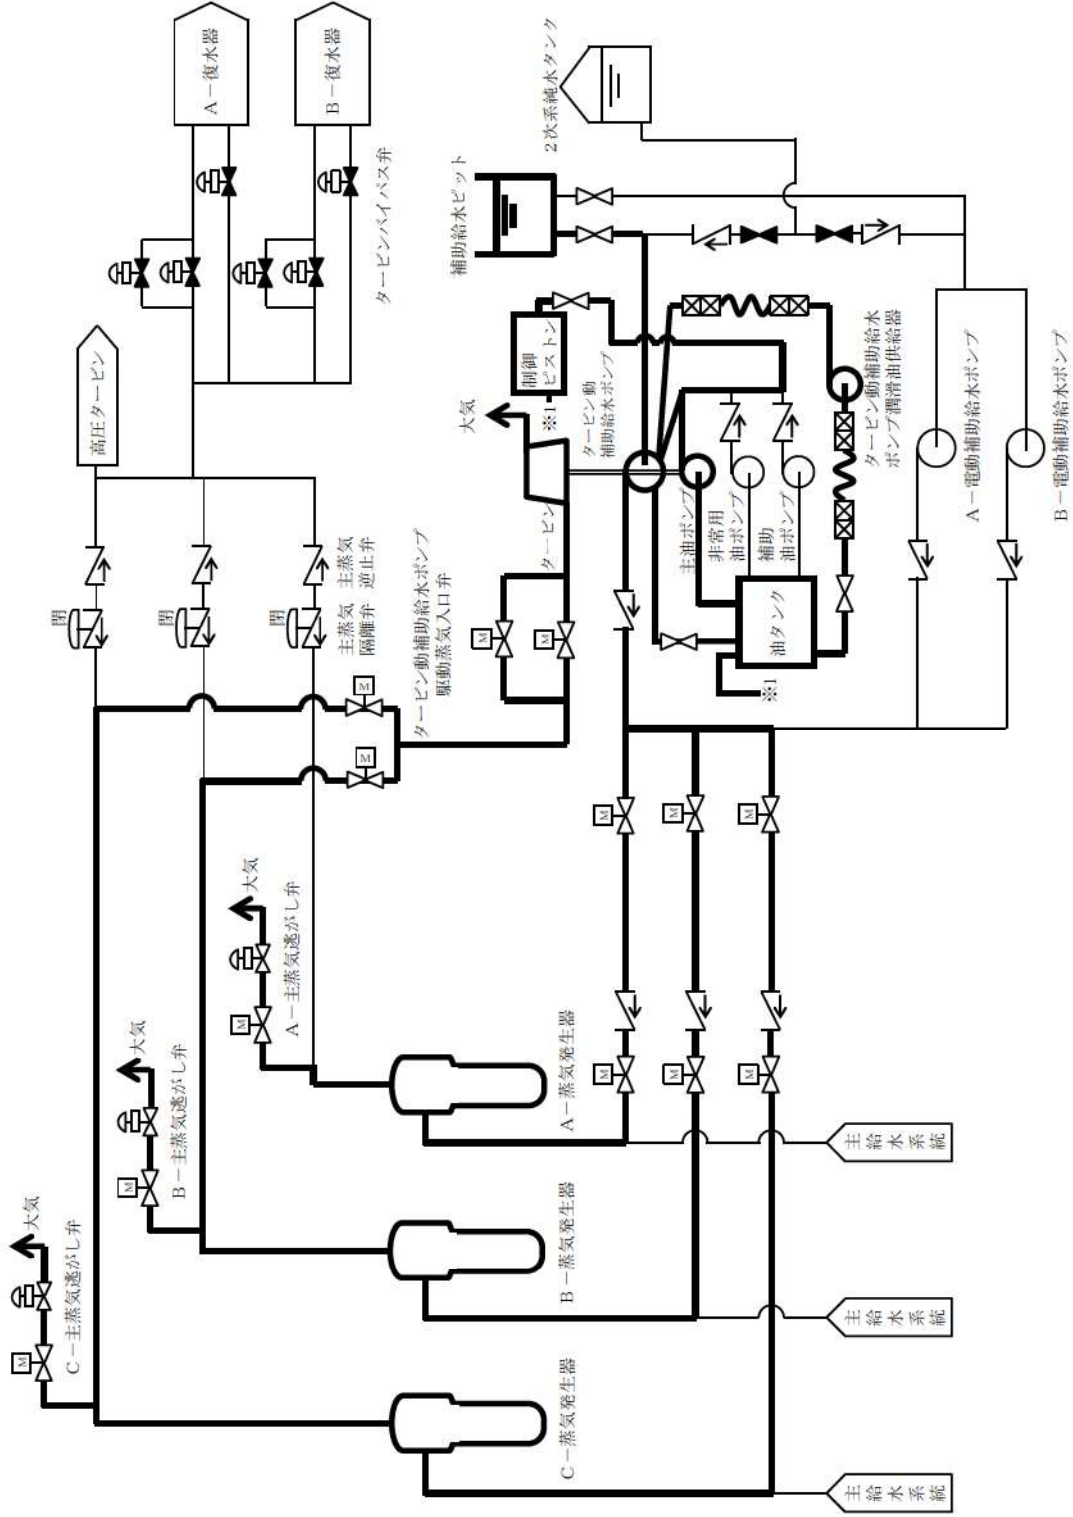 C－主蒸気逃がし弁
大気
M
B－主蒸気逃がし弁
大気
M
A－主蒸気逃がし弁
大気
M
C－蒸気発生器
B－蒸気発生器
A－蒸気発生器
主給水系統
主給水系統
主給水系統
閉
閉
閉
主蒸気
隔離弁
主蒸気
逆止弁
高圧タービン
A－復水器
B－復水器
タービンバイパス弁
M
M
タービン動補助給水ポンプ
駆動蒸気入口弁
M
M
タービン
大気
タービン動
補助給水ポンプ
制御
ピストン
※1
補助給水ピット
2次系純水タンク
主油ポンプ
非常用
油ポンプ
補助
油ポンプ
油タンク
※1
タービン動補助給水
ポンプ潤滑油供給器
A－電動補助給水ポンプ
B－電動補助給水ポンプ
M
M
M
M
M
M